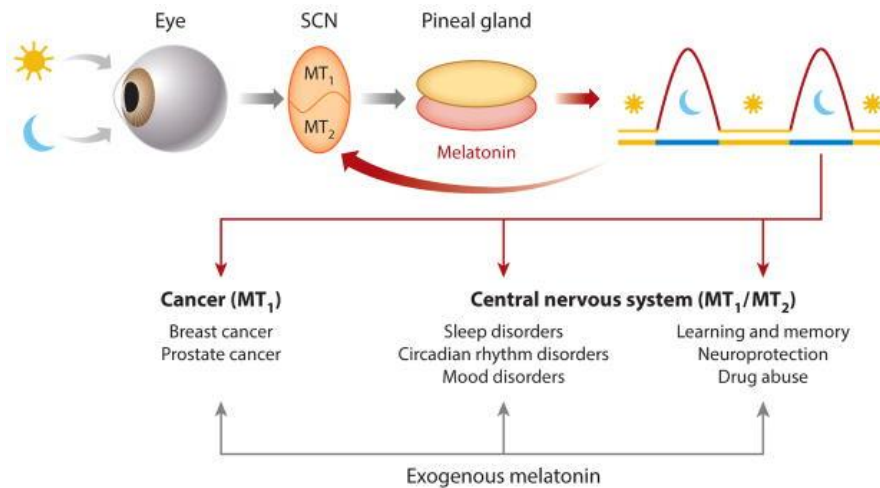 Eye
SCN
Pineal gland
MT₁
MT₂
Melatonin
Cancer (MT₁)
Breast cancer
Prostate cancer
Central nervous system (MT₁/MT₂)
Sleep disorders
Circadian rhythm disorders
Mood disorders
Learning and memory
Neuroprotection
Drug abuse
Exogenous melatonin